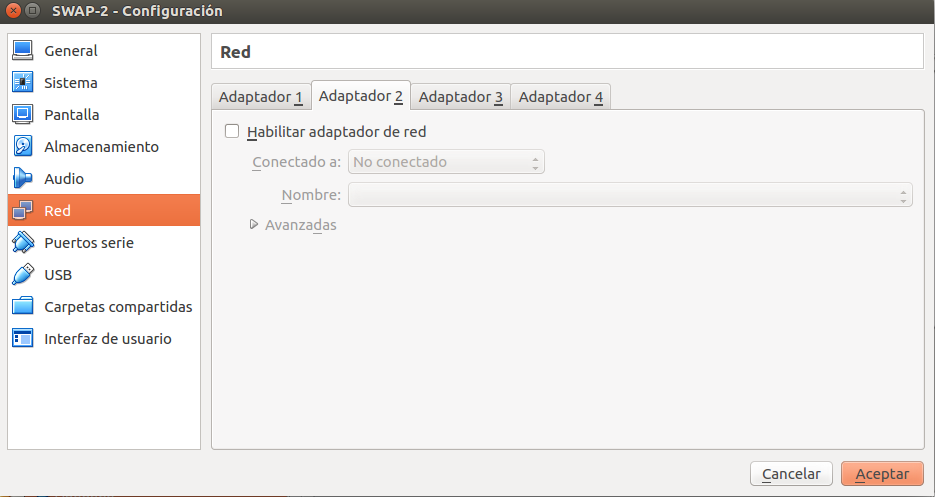 SWAP-2 - Configuración
General
Sistema
Pantalla
Almacenamiento
Audio
Red
Puertos serie
USB
Carpetas compartidas
Interfaz de usuario
Red
Adaptador 1 Adaptador 2 Adaptador 3 Adaptador 4
Habilitar adaptador de red
Conectado a: No conectado
Nombre:
Avanzadas
Cancelar Aceptar